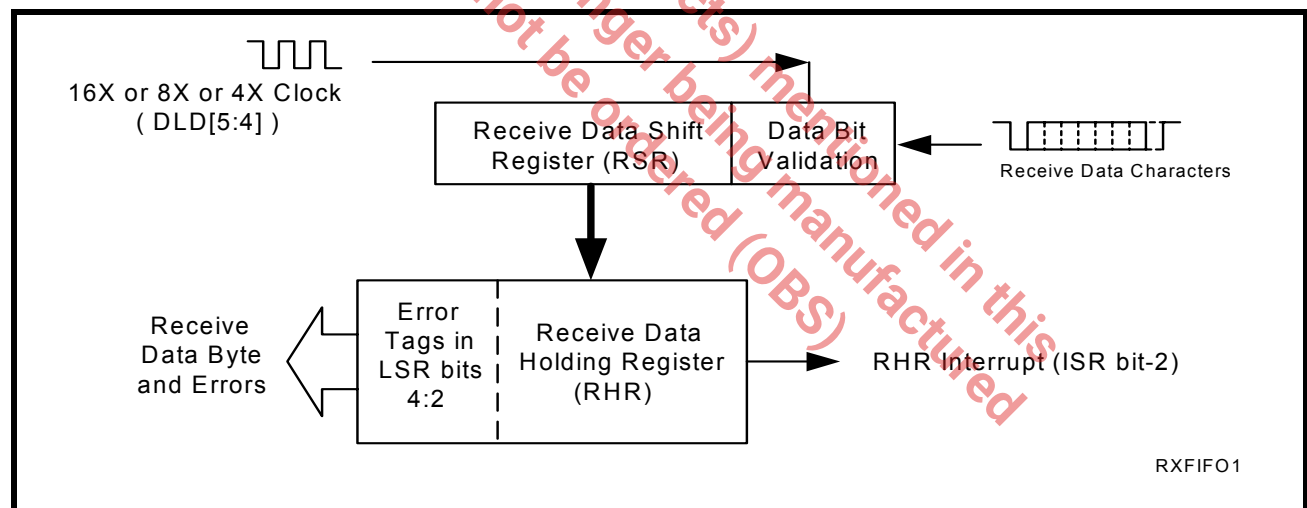 ets) mentioned in this
nger being manufactured
not be ordered (OBS)
16X or 8X or 4X Clock
( DLD[5:4] )
Receive Data Shift
Register (RSR)
Data Bit
Validation
Receive Data Characters
Receive
Data Byte
and Errors
Error
Tags in
LSR bits
4:2
Receive Data
Holding Register
(RHR)
RHR Interrupt (ISR bit-2)
RXFIFO1